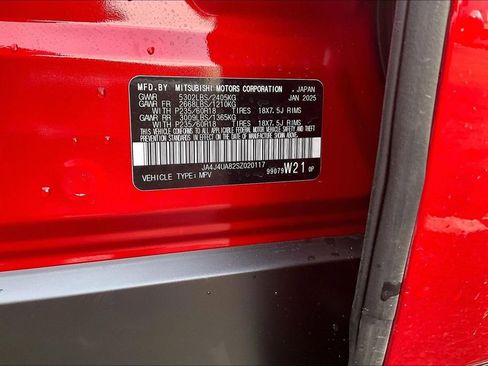 MFD.BY MITSUBISHI MOTORS CORPORATION , JAPAN
GVWR 5302LBS/2405KG JAN 2025
GAWR FR 2668LBS/1210KG
WITH P235/60R18 TIRES 18X7.5J RIMS
GAWR RR 3009LBS/1365KG
WITH P235/60R18 TIRES 18X7.5J RIMS
THIS VEHICLE CONFORMS TO ALL APPLICABLE FEDERAL MOTOR
VEHICLE SAFETY, BUMPER, AND THEFT
PREVENTION STANDARDS IN EFFECT ON THE DATE OF
MANUFACTURE SHOWN ABOVE.
JA4J4UA82SZ020117
VEHICLE TYPE: MPV
99079 W21 0P